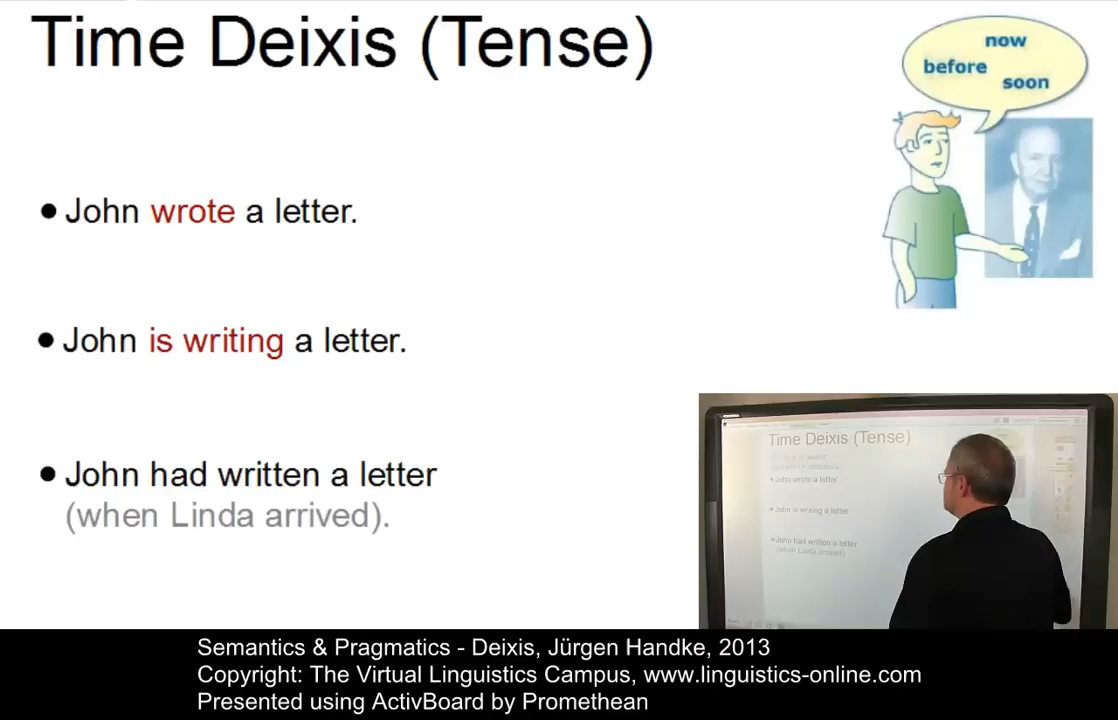 Time Deixis (Tense)
now
before
soon
• John wrote a letter.
• John is writing a letter.
• John had written a letter
(when Linda arrived).
Time Deixis (Tense)
• John wrote a letter
• John is writing a letter
• John had written a letter
(when Linda arrived)
Semantics & Pragmatics - Deixis, Jürgen Handke, 2013
Copyright: The Virtual Linguistics Campus, www.linguistics-online.com
Presented using ActivBoard by Promethean